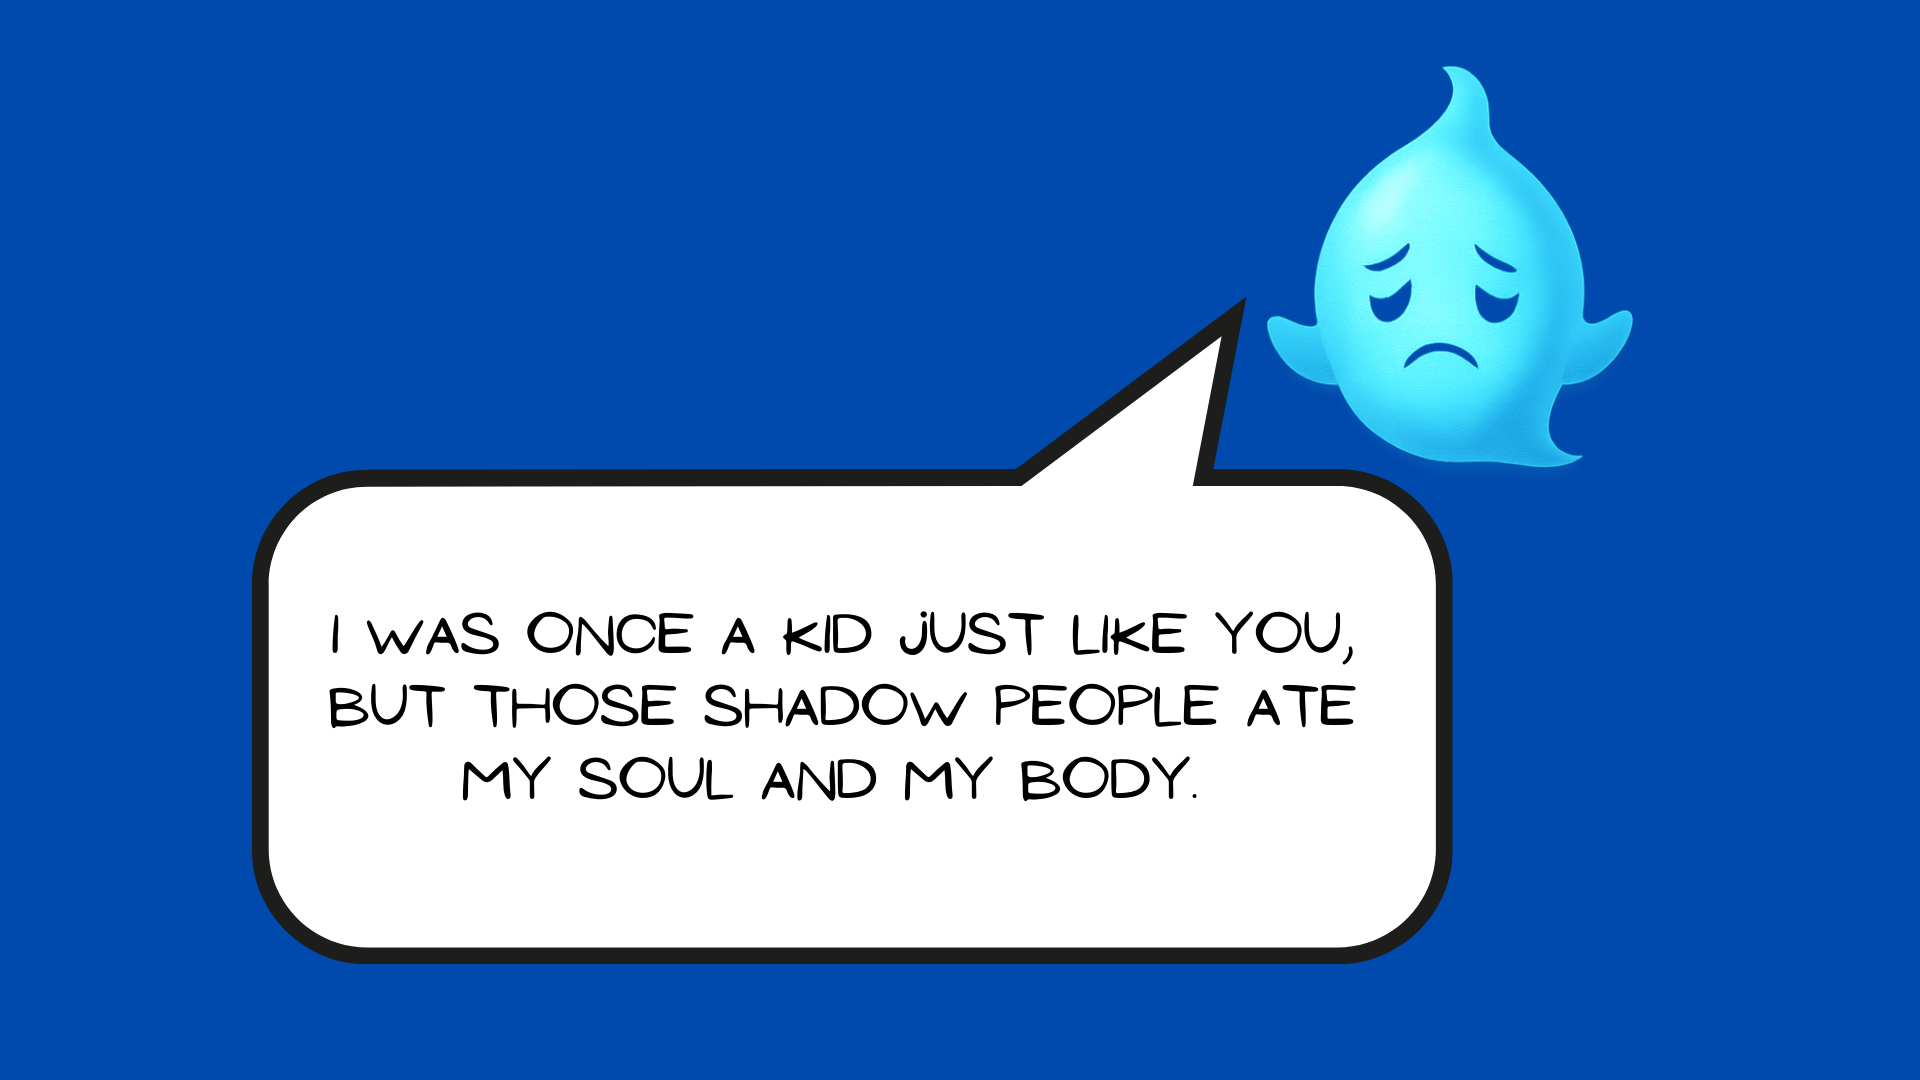 I WAS ONCE A KID JUST LIKE YOU,
BUT THOSE SHADOW PEOPLE ATE
MY SOUL AND MY BODY.